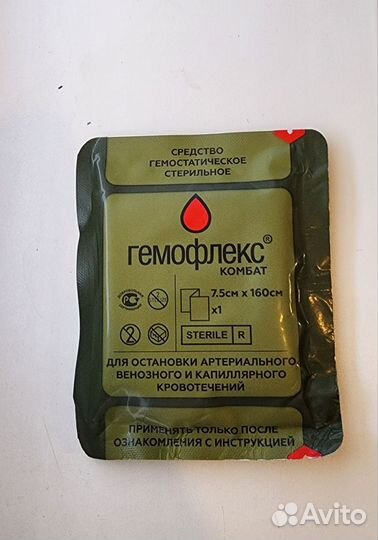 СРЕДСТВО
ГЕМОСТАТИЧЕСКОЕ
СТЕРИЛЬНОЕ
гемофлекс®
КОМБАТ
7.5см x 160см
x1
STERILE R
ДЛЯ ОСТАНОВКИ АРТЕРИАЛЬНОГО,
ВЕНОЗНОГО И КАПИЛЛЯРНОГО
КРОВОТЕЧЕНИЙ
ПРИМЕНЯТЬ ТОЛЬКО ПОСЛЕ
ОЗНАКОМЛЕНИЯ С ИНСТРУКЦИЕЙ
Avito